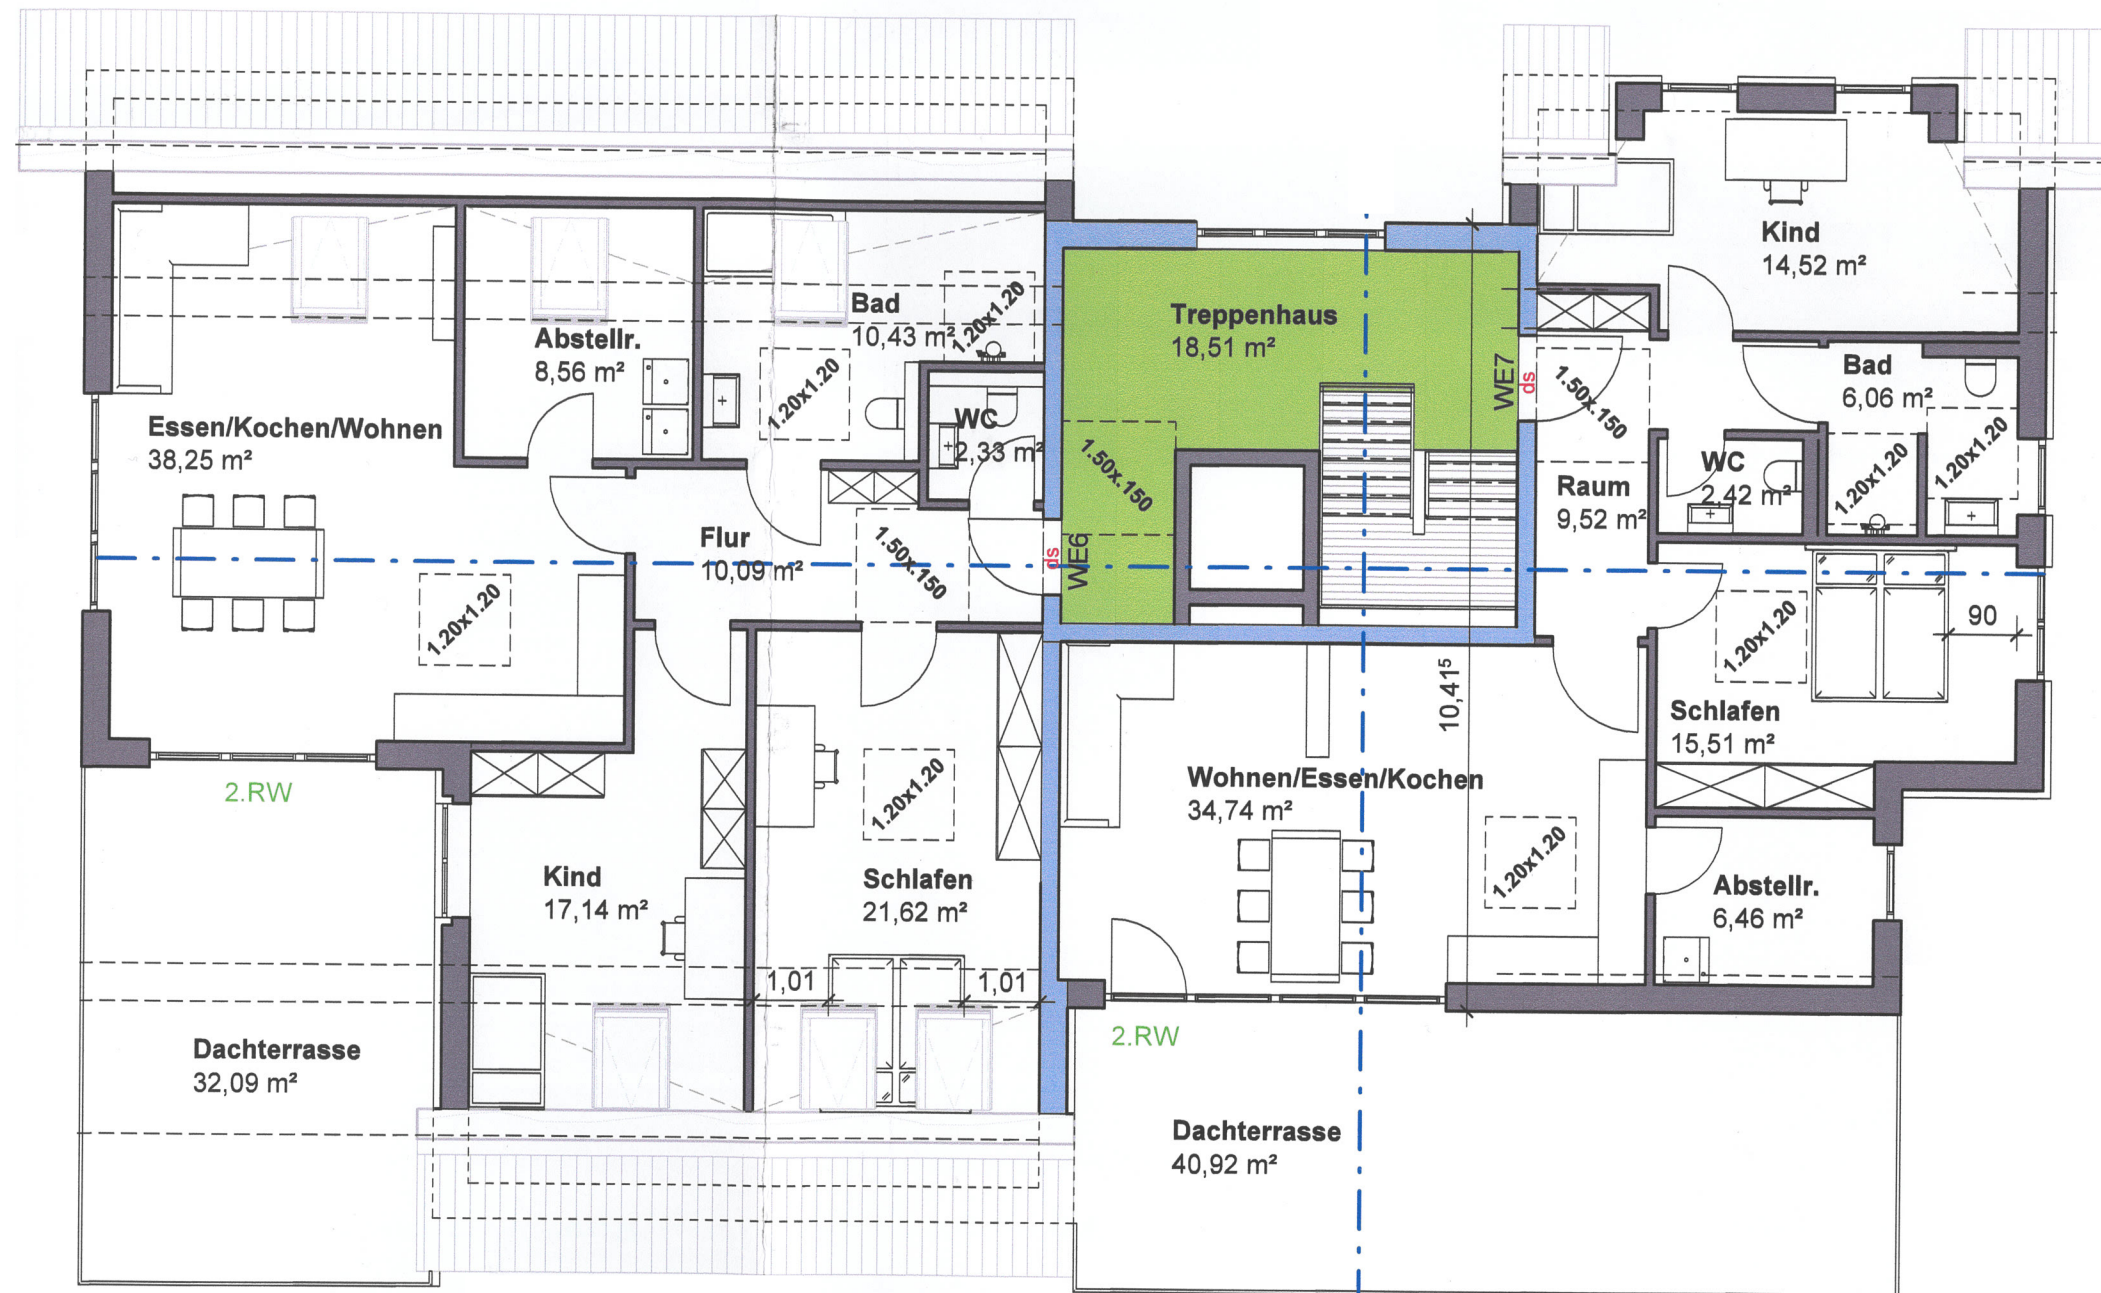 Kind
14,52 m²
Bad
10,43 m²
1.20x1.20
Treppenhaus
18,51 m²
Abstellr.
8,56 m²
1.20x1.20
WE7
ds
1.50x.150
Bad
6,06 m²
Essen/Kochen/Wohnen
38,25 m²
WC
2,33 m²
1.50x.150
WC
2,42 m²
1.20x1.20
1.20x1.20
Raum
9,52 m²
Flur
10,09 m²
1.50x.150
ds
WE6
1.20x1.20
1.20x1.20
90
10,41⁵
Schlafen
15,51 m²
2.RW
1.20x1.20
Wohnen/Essen/Kochen
34,74 m²
1.20x1.20
Kind
17,14 m²
Schlafen
21,62 m²
Abstellr.
6,46 m²
1,01
1,01
2.RW
Dachterrasse
32,09 m²
Dachterrasse
40,92 m²